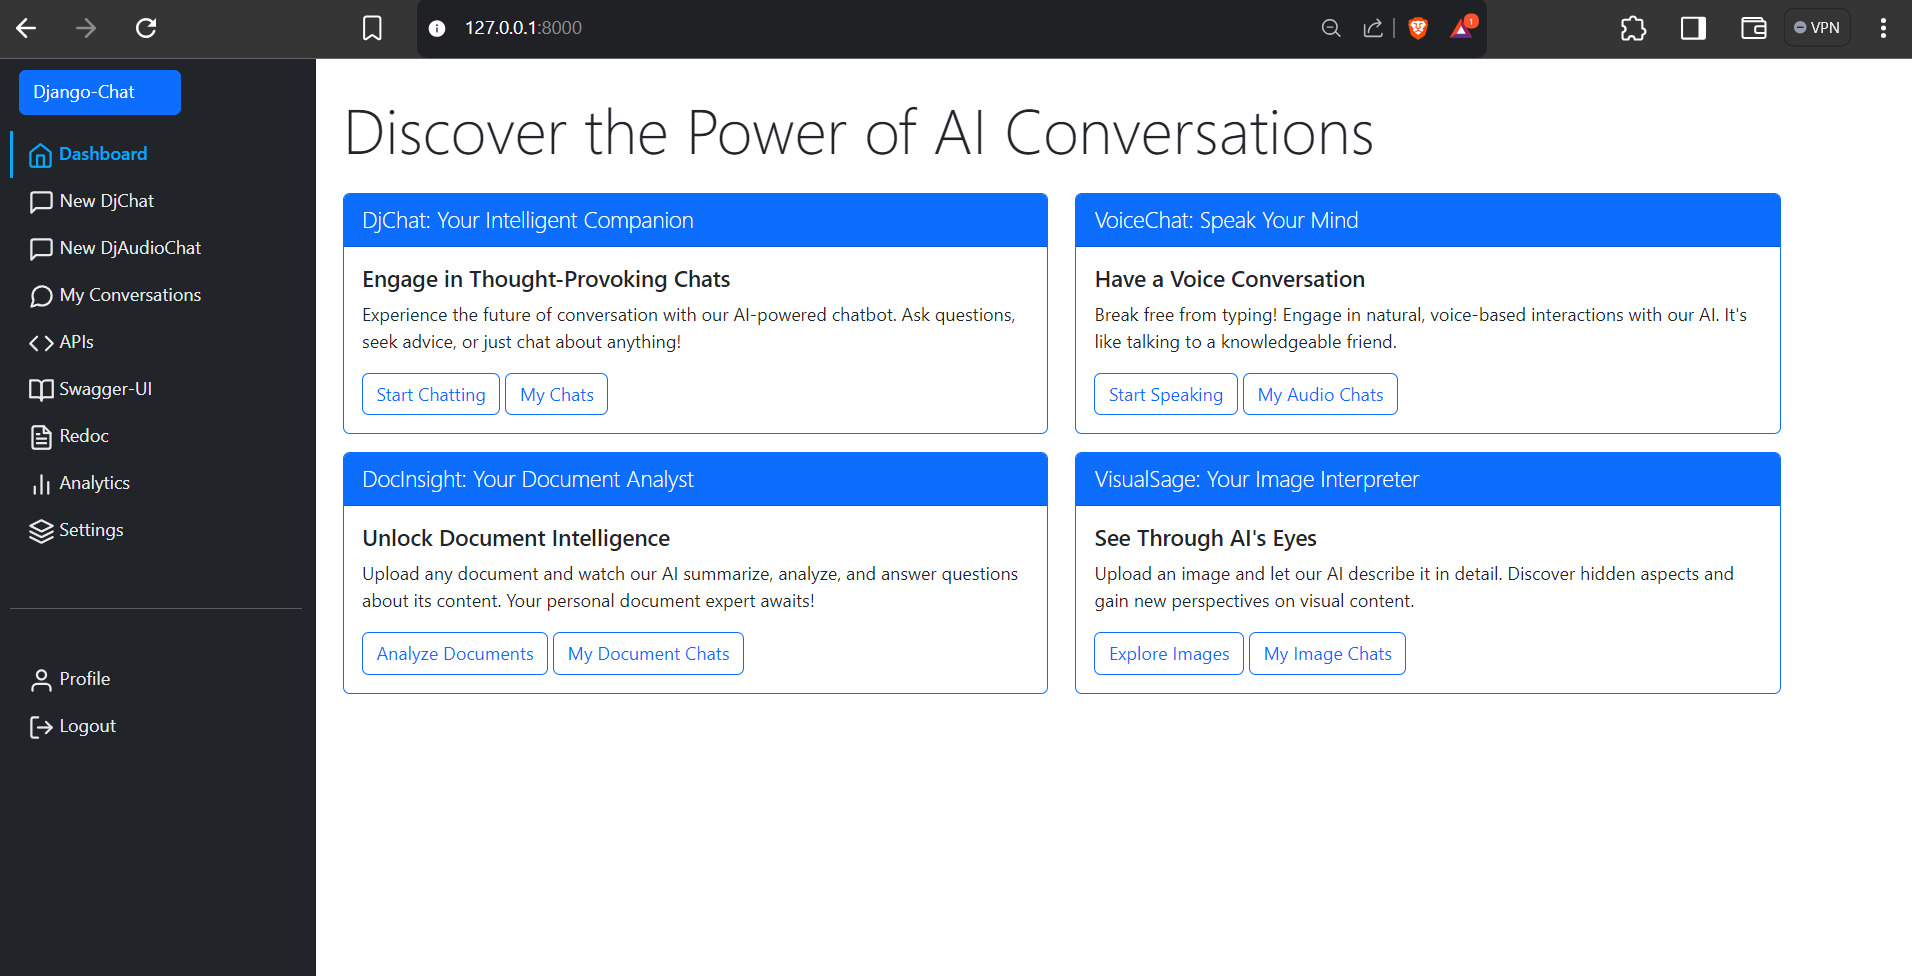 127.0.0.1:8000
1
VPN
Django-Chat
Dashboard
New DjChat
New DjAudioChat
My Conversations
APIs
Swagger-UI
Redoc
Analytics
Settings
Profile
Logout
Discover the Power of AI Conversations
DjChat: Your Intelligent Companion
Engage in Thought-Provoking Chats
Experience the future of conversation with our AI-powered chatbot. Ask questions,
seek advice, or just chat about anything!
Start Chatting
My Chats
VoiceChat: Speak Your Mind
Have a Voice Conversation
Break free from typing! Engage in natural, voice-based interactions with our AI. It's
like talking to a knowledgeable friend.
Start Speaking
My Audio Chats
DocInsight: Your Document Analyst
Unlock Document Intelligence
Upload any document and watch our AI summarize, analyze, and answer questions
about its content. Your personal document expert awaits!
Analyze Documents
My Document Chats
VisualSage: Your Image Interpreter
See Through AI's Eyes
Upload an image and let our AI describe it in detail. Discover hidden aspects and
gain new perspectives on visual content.
Explore Images
My Image Chats